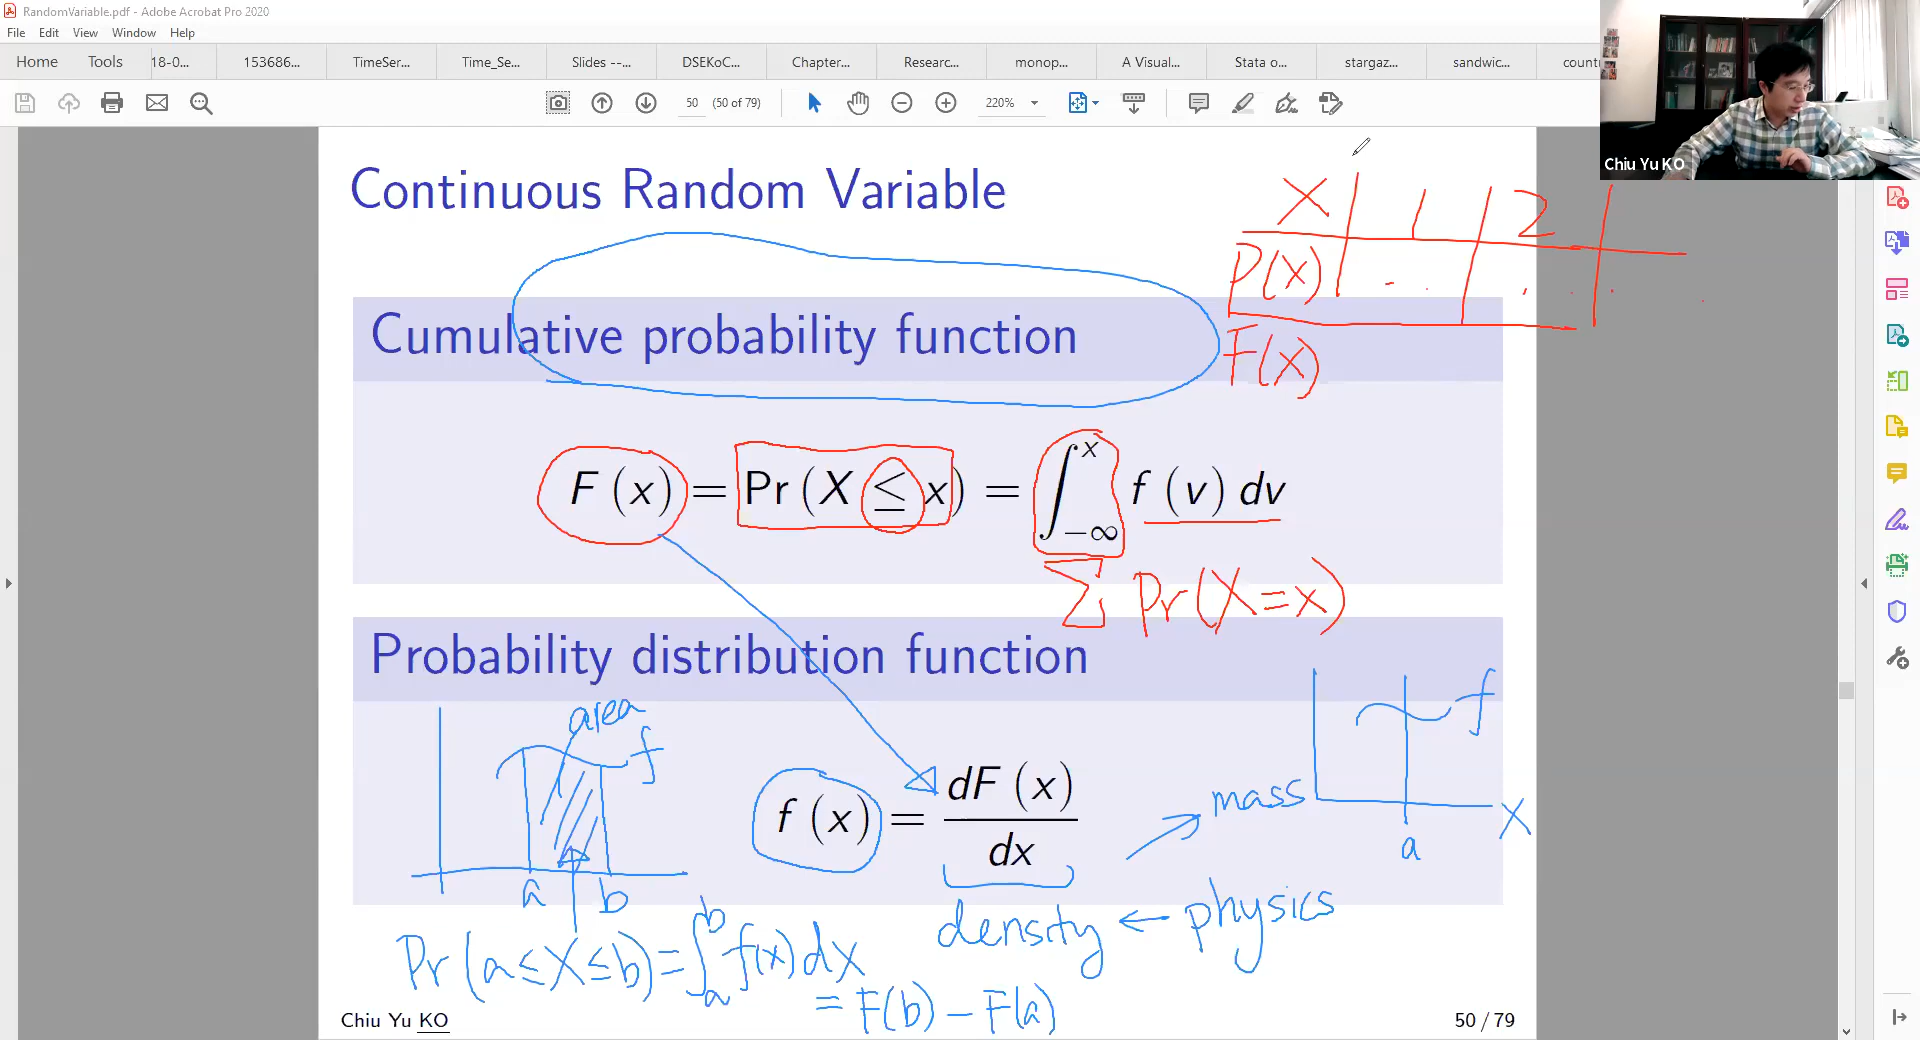 RandomVariable.pdf - Adobe Acrobat Pro 2020
File Edit View Window Help
Home Tools 18-0... 153686... TimeSer... Time_Se... Slides --... DSEKoC... Chapter... Researc... monop... A Visual... Stata o... stargaz... sandwic... count
50 (50 of 79) 220%
Chiu Yu KO
Continuous Random Variable
X 1 2
P(X) . . . . . .
F(X)
Cumulative probability function
F (x) = Pr (X ≤ x) = ∫_{-∞}^{x} f (v) dv
Σ Pr(X=x)
Probability distribution function
area
f
a b
f (x) = dF (x) / dx
mass
f
X
a
density ← physics
Pr(a≤X≤b) = ∫_a^b f(x) dx
= F(b) - F(a)
Chiu Yu KO
50 / 79